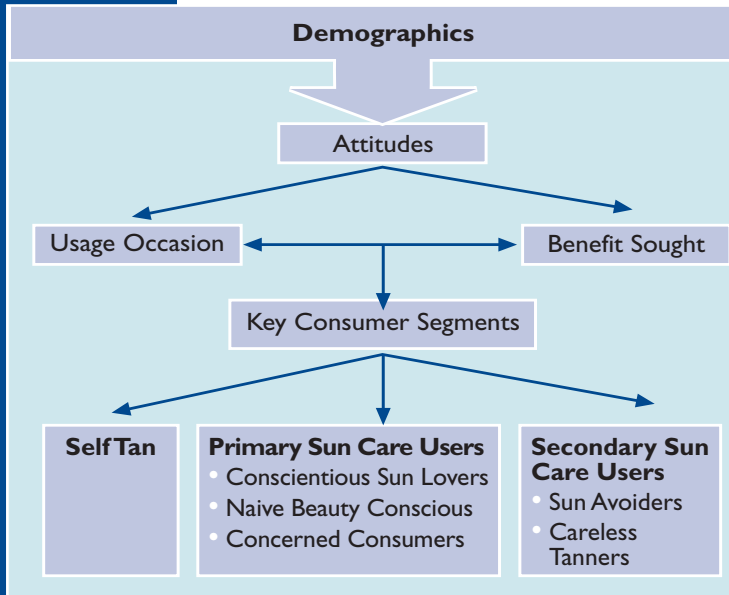 Demographics
Attitudes
Usage Occasion
Benefit Sought
Key Consumer Segments
Self Tan
Primary Sun Care Users
• Conscientious Sun Lovers
• Naive Beauty Conscious
• Concerned Consumers
Secondary Sun
Care Users
• Sun Avoiders
• Careless
Tanners